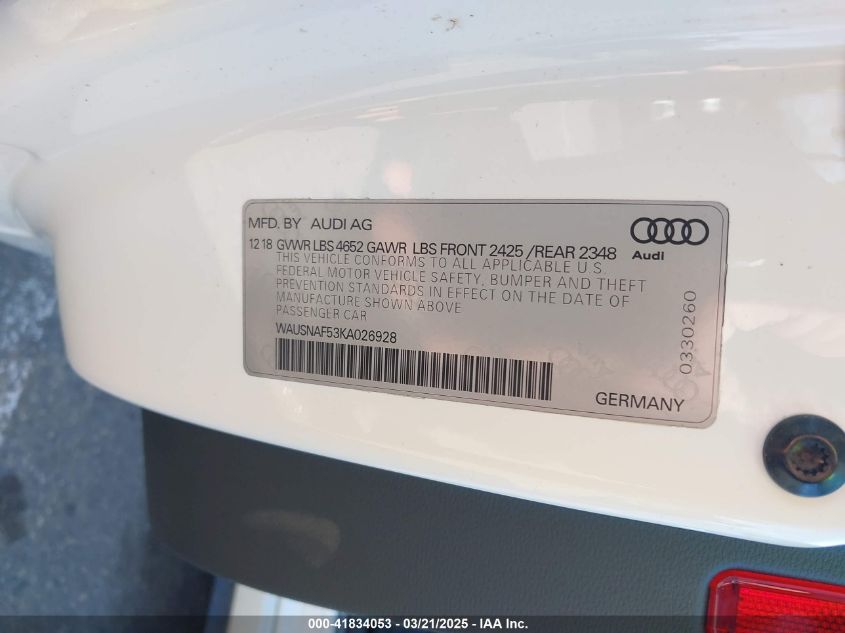 MFD. BY AUDI AG
Audi
12 18 GVWR LBS 4652 GAWR LBS FRONT 2425 /REAR 2348
THIS VEHICLE CONFORMS TO ALL APPLICABLE U.S.
FEDERAL MOTOR VEHICLE SAFETY, BUMPER AND THEFT
PREVENTION STANDARDS IN EFFECT ON THE DATE OF
MANUFACTURE SHOWN ABOVE
PASSENGER CAR
WAUSNAF53KA026928
0330260
GERMANY
000-41834053 / 03/21/2025 / Copyright 2025 IAA, Inc.